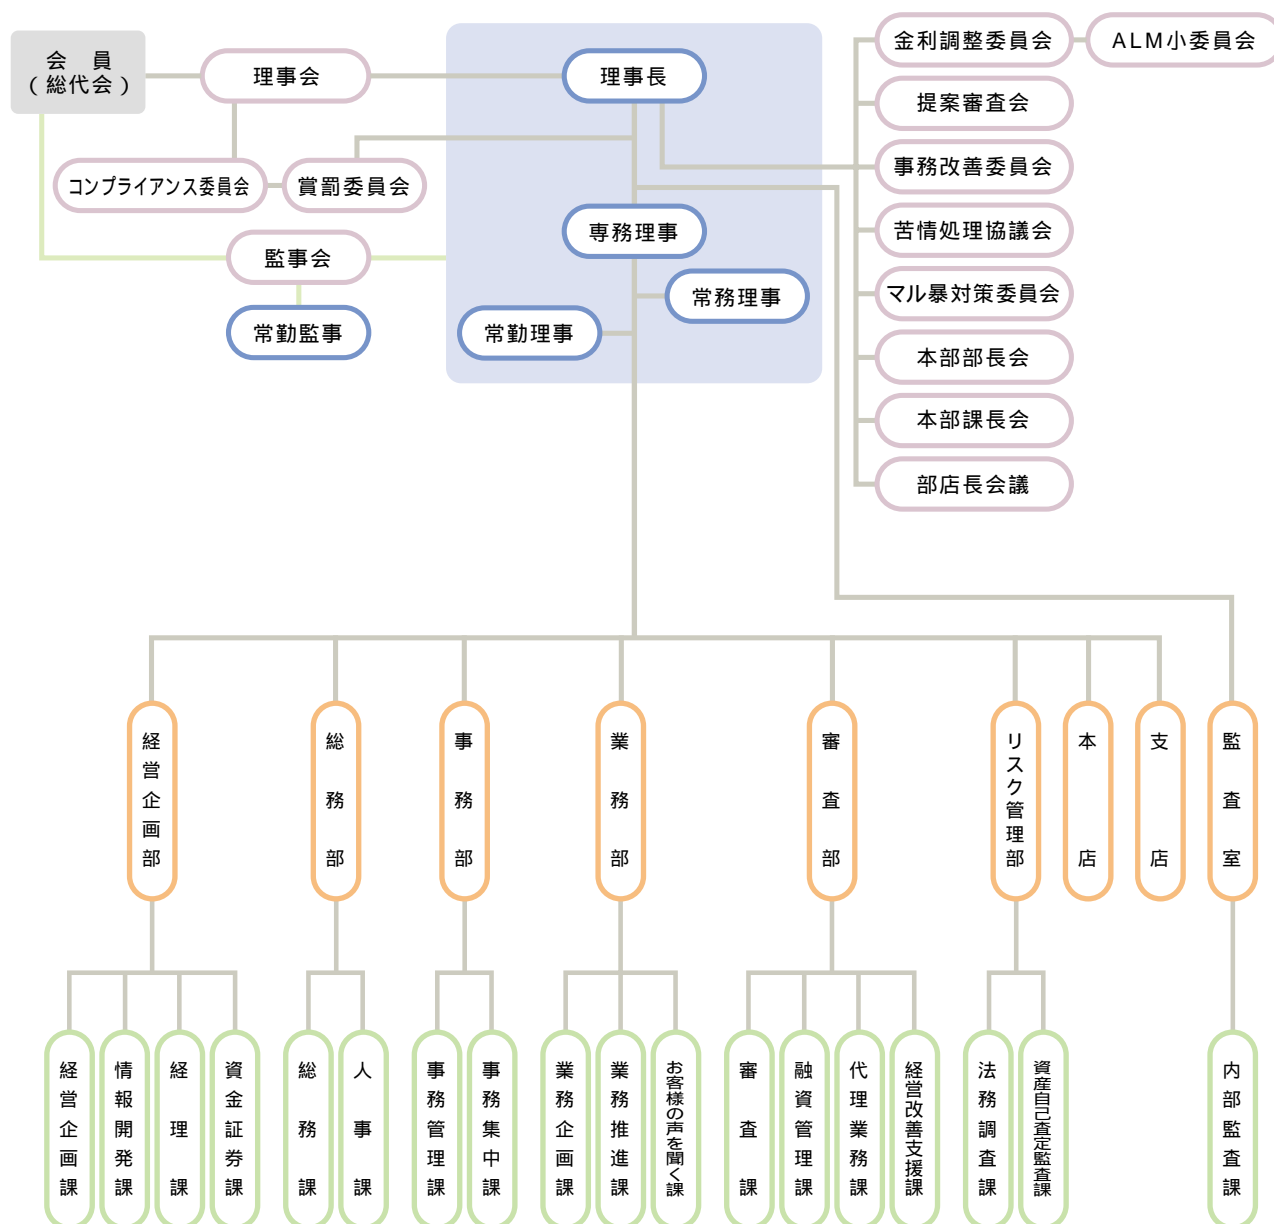 会　員
（総代会）
理事会
理事長
金利調整委員会
ALM小委員会
提案審査会
事務改善委員会
コンプライアンス委員会
賞罰委員会
専務理事
苦情処理協議会
監事会
常務理事
マル暴対策委員会
常勤監事
常勤理事
本部部長会
本部課長会
部店長会議
経営企画部
総務部
事務部
業務部
審査部
リスク管理部
本店
支店
監査室
経営企画課
情報開発課
経理課
資金証券課
総務課
人事課
事務管理課
事務集中課
業務企画課
業務推進課
お客様の声を聞く課
審査課
融資管理課
代理業務課
経営改善支援課
法務調査課
資産自己査定監査課
内部監査課